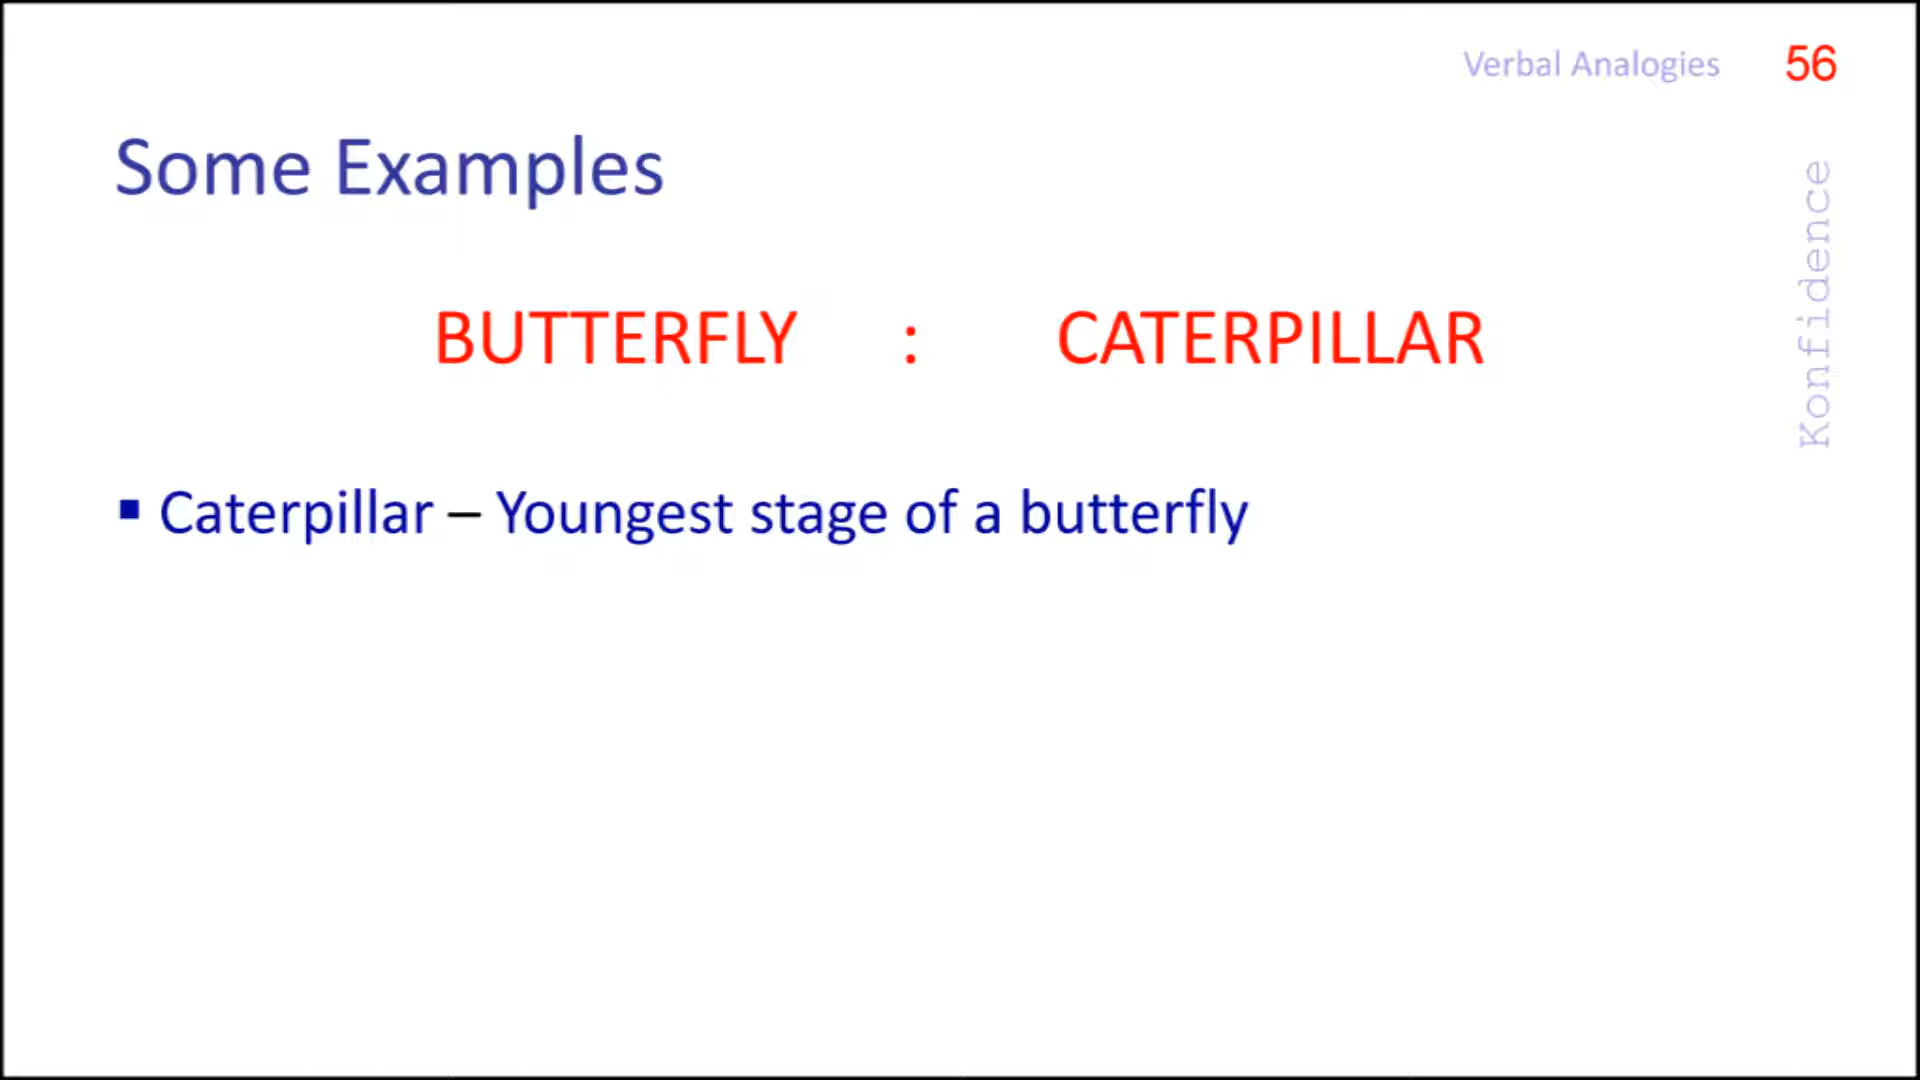 Verbal Analogies 56
Some Examples
Konfidence
BUTTERFLY : CATERPILLAR
▪ Caterpillar – Youngest stage of a butterfly